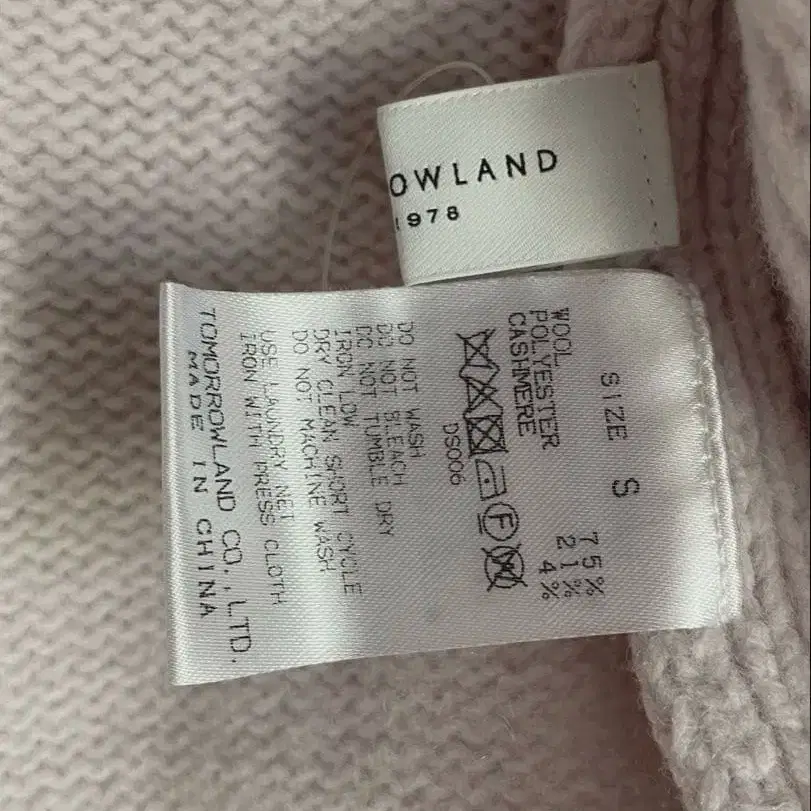 OWLAND
1978
SIZE S
WOOL 75%
POLYESTER 21%
CASHMERE 4%
F
W
DS006
DO NOT WASH
DO NOT BLEACH
DO NOT TUMBLE DRY
IRON LOW
DRY CLEAN SHORT CYCLE
DO NOT MACHINE WASH
USE LAUNDRY NET
IRON WITH PRESS CLOTH
TOMORROWLAND CO., LTD.
MADE IN CHINA